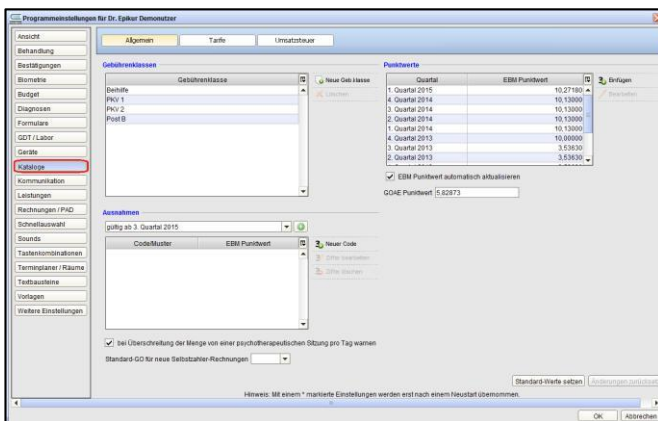 Programmeinstellungen für Dr. Epikur Demonutzer
Ansicht
Behandlung
Bestätigungen
Biometrie
Budget
Diagnosen
Formulare
GDT / Labor
Geräte
Kataloge
Kommunikation
Leistungen
Rechnungen / PAD
Schnellauswahl
Sounds
Tastenkombinationen
Terminplaner / Räume
Textbausteine
Vorlagen
Weitere Einstellungen
Allgemein Tarife Umsatzsteuer
Gebührenklassen
Gebührenklasse
Beihilfe
PKV 1
PKV 2
Post B
Neue Geb.klasse
Löschen
Punktwerte
Quartal EBM Punktwert
1. Quartal 2015 10,27180
4. Quartal 2014 10,13000
3. Quartal 2014 10,13000
2. Quartal 2014 10,13000
1. Quartal 2014 10,13000
4. Quartal 2013 10,00000
3. Quartal 2013 3,53630
2. Quartal 2013 3,53630
Einfügen
Bearbeiten
EBM Punktwert automatisch aktualisieren
GOAE Punktwert 5,82873
Ausnahmen
gültig ab 3. Quartal 2015
Code/Muster EBM Punktwert
Neuer Code
Ziffer bearbeiten
Ziffer löschen
bei Überschreitung der Menge von einer psychotherapeutischen Sitzung pro Tag warnen
Standard-GO für neue Selbstzahler-Rechnungen
Standard-Werte setzen Änderungen zurücksetz
Hinweis: Mit einem * markierte Einstellungen werden erst nach einem Neustart übernommen.
OK Abbrechen